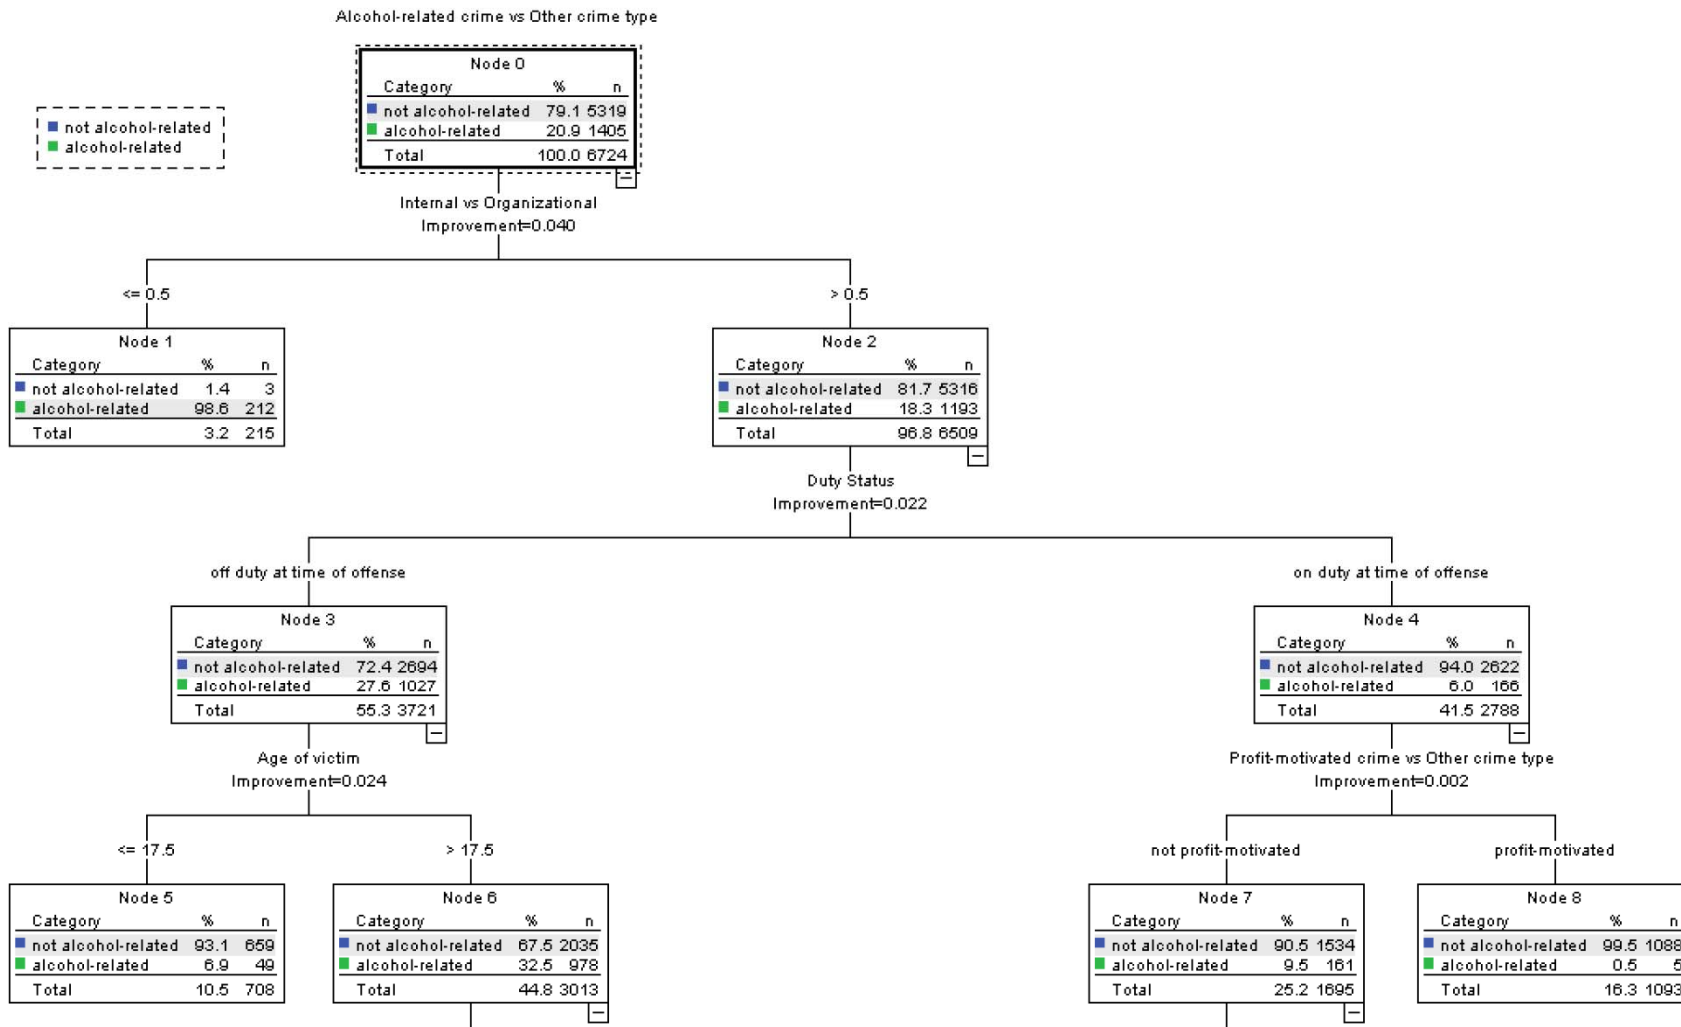 Alcohol-related crime vs Other crime type
Node 0
Category % n
not alcohol-related 79.1 5319
alcohol-related 20.9 1405
Total 100.0 6724
not alcohol-related
alcohol-related
Internal vs Organizational
Improvement=0.040
<= 0.5
> 0.5
Node 1
Category % n
not alcohol-related 1.4 3
alcohol-related 98.6 212
Total 3.2 215
Node 2
Category % n
not alcohol-related 81.7 5316
alcohol-related 18.3 1193
Total 96.8 6509
Duty Status
Improvement=0.022
off duty at time of offense
on duty at time of offense
Node 3
Category % n
not alcohol-related 72.4 2694
alcohol-related 27.6 1027
Total 55.3 3721
Node 4
Category % n
not alcohol-related 94.0 2622
alcohol-related 6.0 166
Total 41.5 2788
Age of victim
Improvement=0.024
Profit-motivated crime vs Other crime type
Improvement=0.002
<= 17.5
> 17.5
not profit-motivated
profit-motivated
Node 5
Category % n
not alcohol-related 93.1 659
alcohol-related 6.9 49
Total 10.5 708
Node 6
Category % n
not alcohol-related 67.5 2035
alcohol-related 32.5 978
Total 44.8 3013
Node 7
Category % n
not alcohol-related 90.5 1534
alcohol-related 9.5 161
Total 25.2 1695
Node 8
Category % n
not alcohol-related 99.5 1088
alcohol-related 0.5 5
Total 16.3 1093